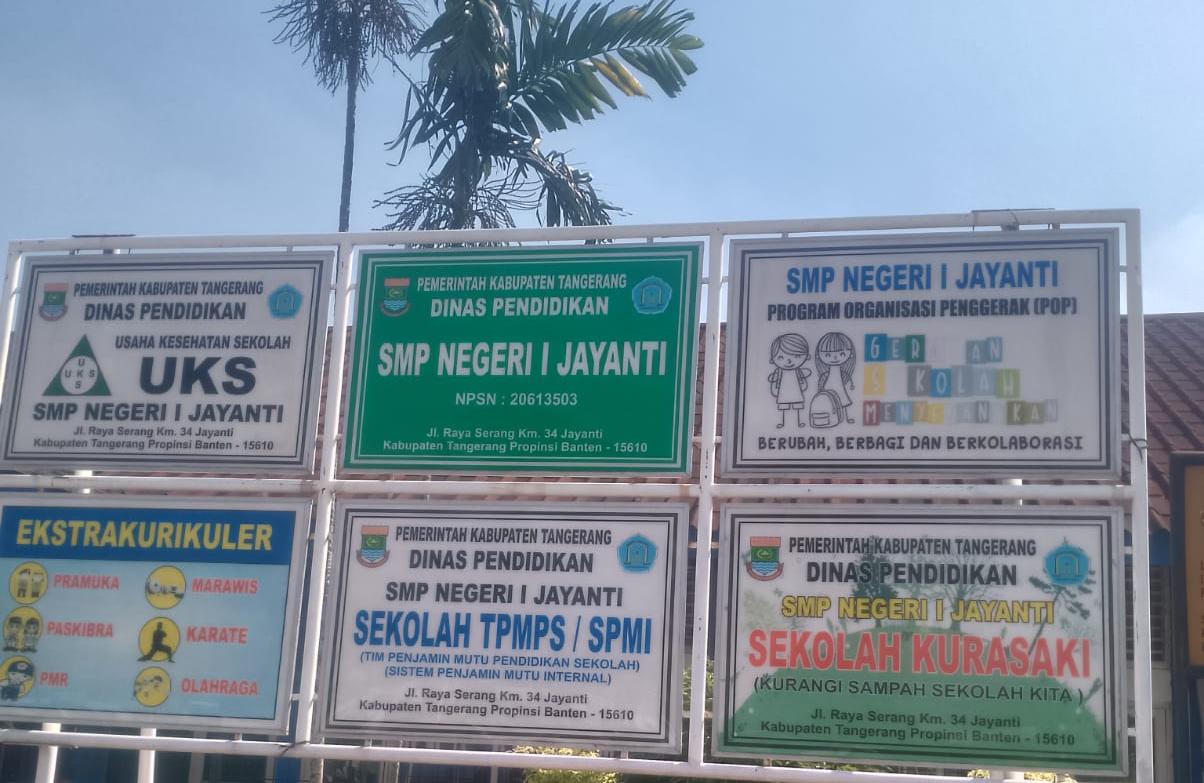 PEMERINTAH KABUPATEN TANGERANG
DINAS PENDIDIKAN
USAHA KESEHATAN SEKOLAH
U
UKS
S
UKS
SMP NEGERI I JAYANTI
Jl. Raya Serang Km. 34 Jayanti
Kabupaten Tangerang Propinsi Banten - 15610
PEMERINTAH KABUPATEN TANGERANG
DINAS PENDIDIKAN
SMP NEGERI I JAYANTI
NPSN : 20613503
Jl. Raya Serang Km. 34 Jayanti
Kabupaten Tangerang Propinsi Banten - 15610
SMP NEGERI I JAYANTI
PROGRAM ORGANISASI PENGGERAK (POP)
BERUBAH, BERBAGI DAN BERKOLABORASI
EKSTRAKURIKULER
PRAMUKA
MARAWIS
PASKIBRA
KARATE
PMR
OLAHRAGA
PEMERINTAH KABUPATEN TANGERANG
DINAS PENDIDIKAN
SMP NEGERI I JAYANTI
SEKOLAH TPMPS / SPMI
(TIM PENJAMIN MUTU PENDIDIKAN SEKOLAH)
(SISTEM PENJAMIN MUTU INTERNAL)
Jl. Raya Serang Km. 34 Jayanti
Kabupaten Tangerang Propinsi Banten - 15610
PEMERINTAH KABUPATEN TANGERANG
DINAS PENDIDIKAN
SMP NEGERI I JAYANTI
SEKOLAH KURASAKI
(KURANGI SAMPAH SEKOLAH KITA )
Jl. Raya Serang Km. 34 Jayanti
Kabupaten Tangerang Propinsi Banten - 15610